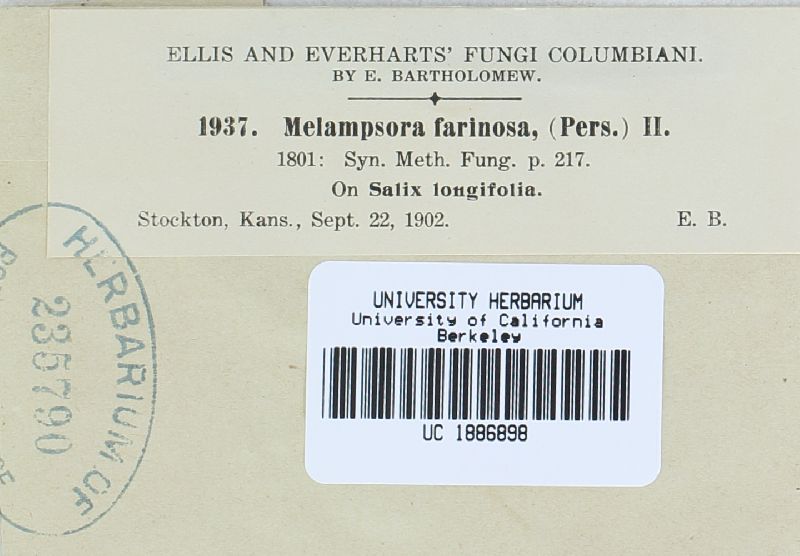 ELLIS AND EVERHARTS' FUNGI COLUMBIANI.
BY E. BARTHOLOMEW.
1937. Melampsora farinosa, (Pers.) II.
1801: Syn. Meth. Fung. p. 217.
On Salix longifolia.
Stockton, Kans., Sept. 22, 1902. E. B.
HERBARIUM OF
235790
UNIVERSITY HERBARIUM
University of California
Berkeley
UC 1886898